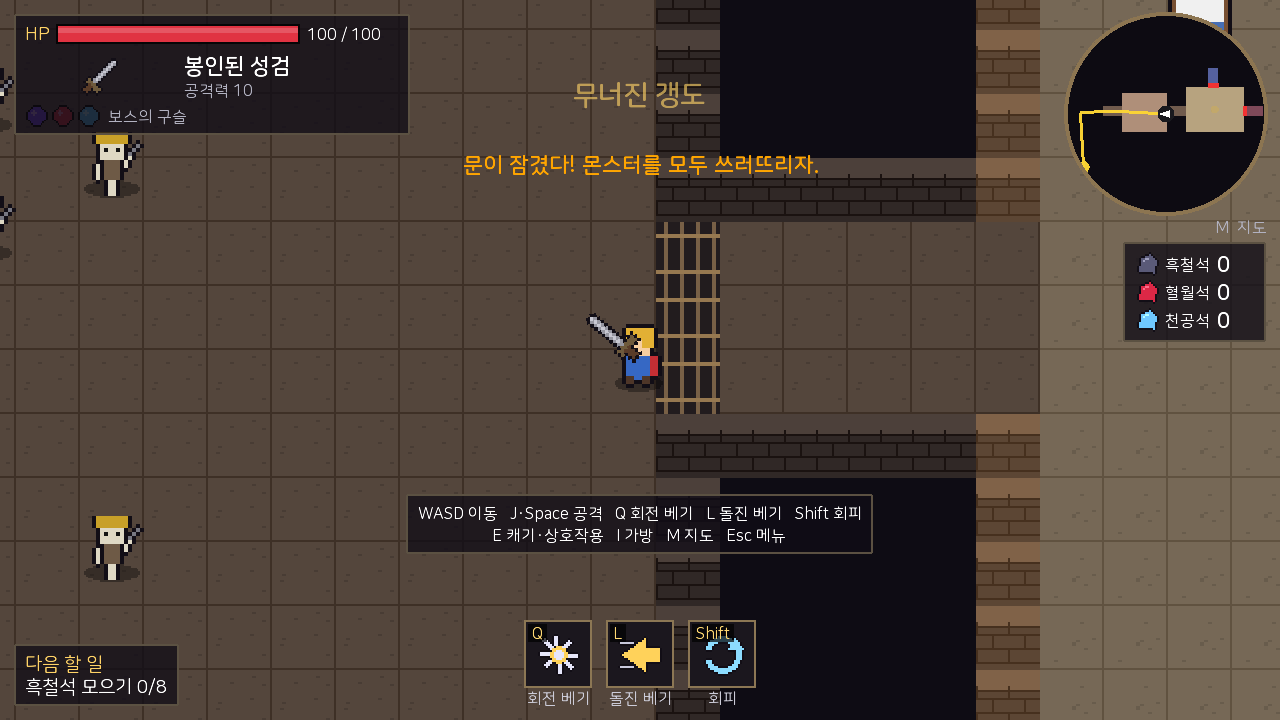 HP 100 / 100
봉인된 성검
공격력 10
보스의 구슬
무너진 갱도
문이 잠겼다! 몬스터를 모두 쓰러뜨리자.
M 지도
흑철석 0
혈월석 0
천공석 0
WASD 이동 J·Space 공격 Q 회전 베기 L 돌진 베기 Shift 회피
E 캐기·상호작용 I 가방 M 지도 Esc 메뉴
Q L Shift
회전 베기 돌진 베기 회피
다음 할 일
흑철석 모으기 0/8